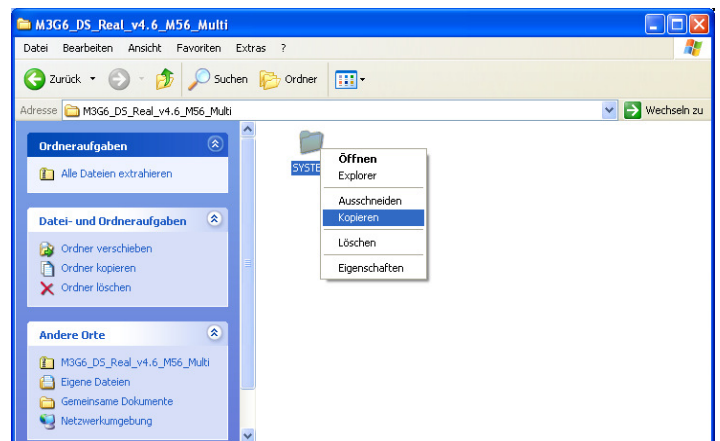 M3G6_DS_Real_v4.6_M56_Multi
Datei Bearbeiten Ansicht Favoriten Extras ?
Zurück Suchen Ordner
Adresse M3G6_DS_Real_v4.6_M56_Multi Wechseln zu
Ordneraufgaben
Alle Dateien extrahieren
Datei- und Ordneraufgaben
Ordner verschieben
Ordner kopieren
Ordner löschen
Andere Orte
M3G6_DS_Real_v4.6_M56_Multi
Eigene Dateien
Gemeinsame Dokumente
Netzwerkumgebung
SYSTE
Öffnen
Explorer
Ausschneiden
Kopieren
Löschen
Eigenschaften